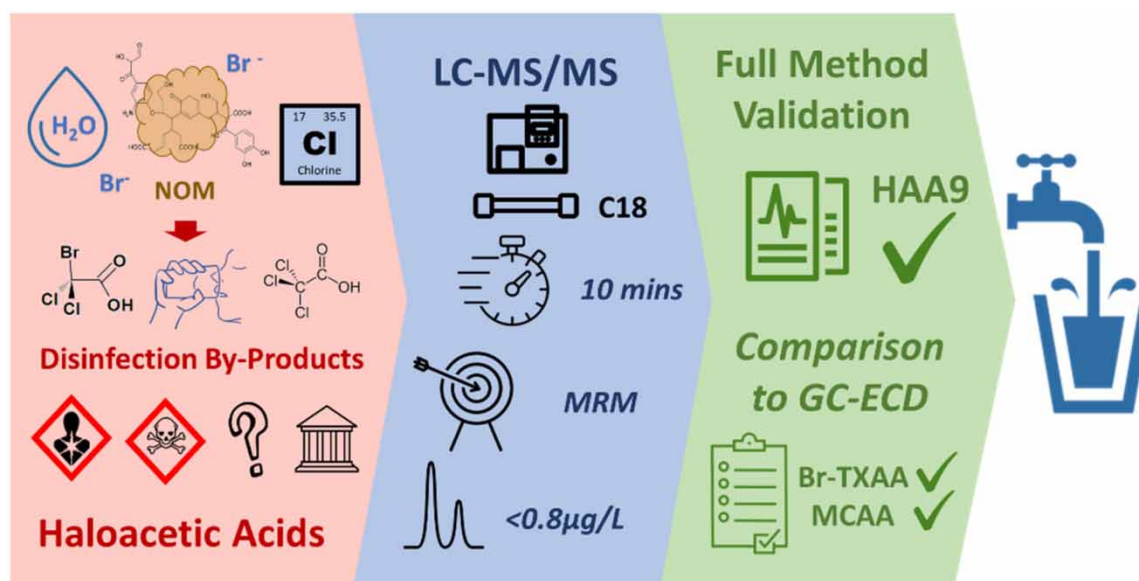 Br -
H2O
17 35.5
Cl
Chlorine
Br-
NOM
Br
O
Cl
Cl
OH
Cl
O
Cl
OH
Cl
Disinfection By-Products
Haloacetic Acids
LC-MS/MS
C18
10 mins
MRM
<0.8µg/L
Full Method
Validation
HAA9
Comparison
to GC-ECD
Br-TXAA
MCAA